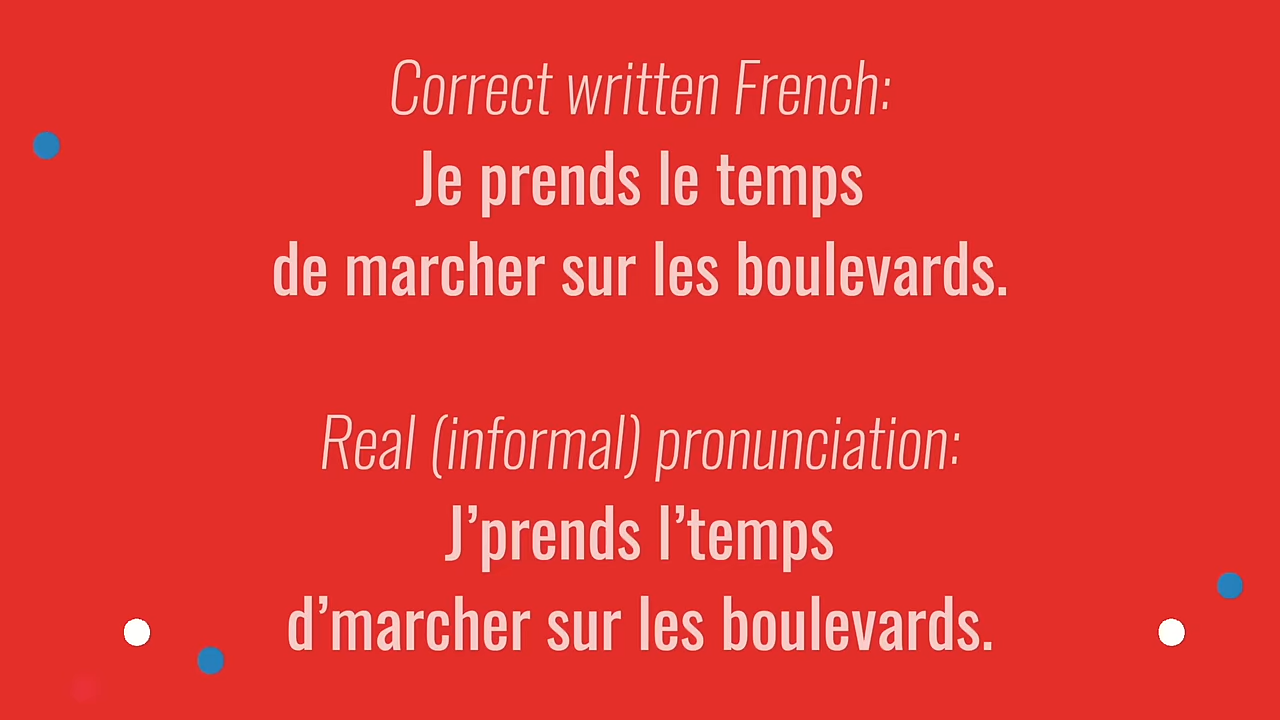 Correct written French:
Je prends le temps
de marcher sur les boulevards.
Real (informal) pronunciation:
J’prends l’temps
d’marcher sur les boulevards.